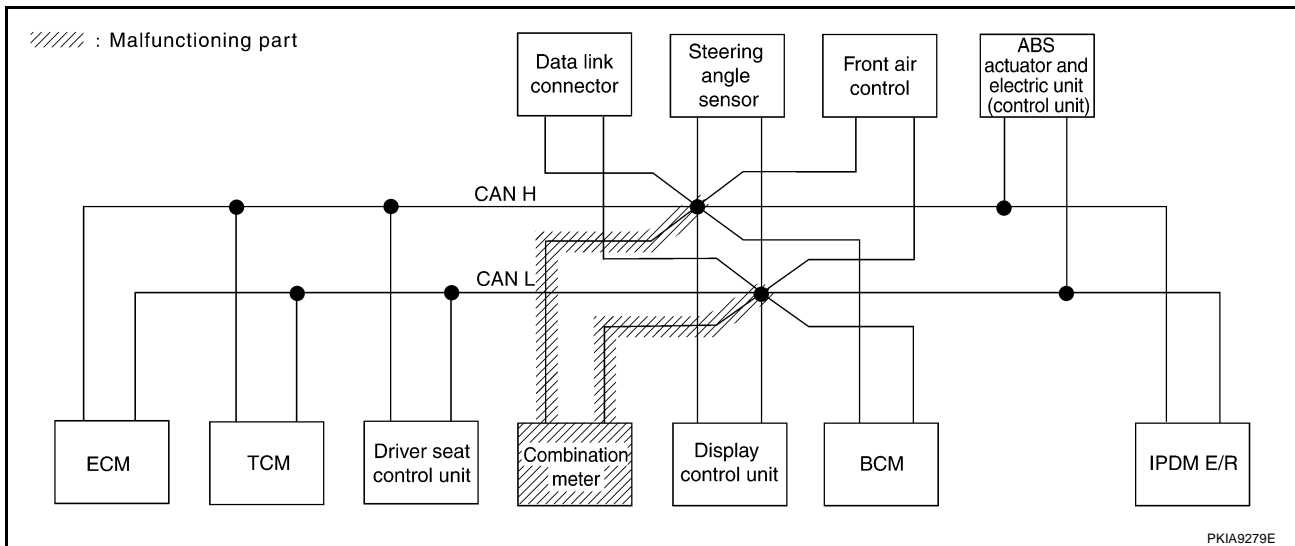 : Malfunctioning part
Data link
connector
Steering
angle
sensor
Front air
control
ABS
actuator and
electric unit
(control unit)
CAN H
CAN L
ECM
TCM
Driver seat
control unit
Combination
meter
Display
control unit
BCM
IPDM E/R
PKIA9279E